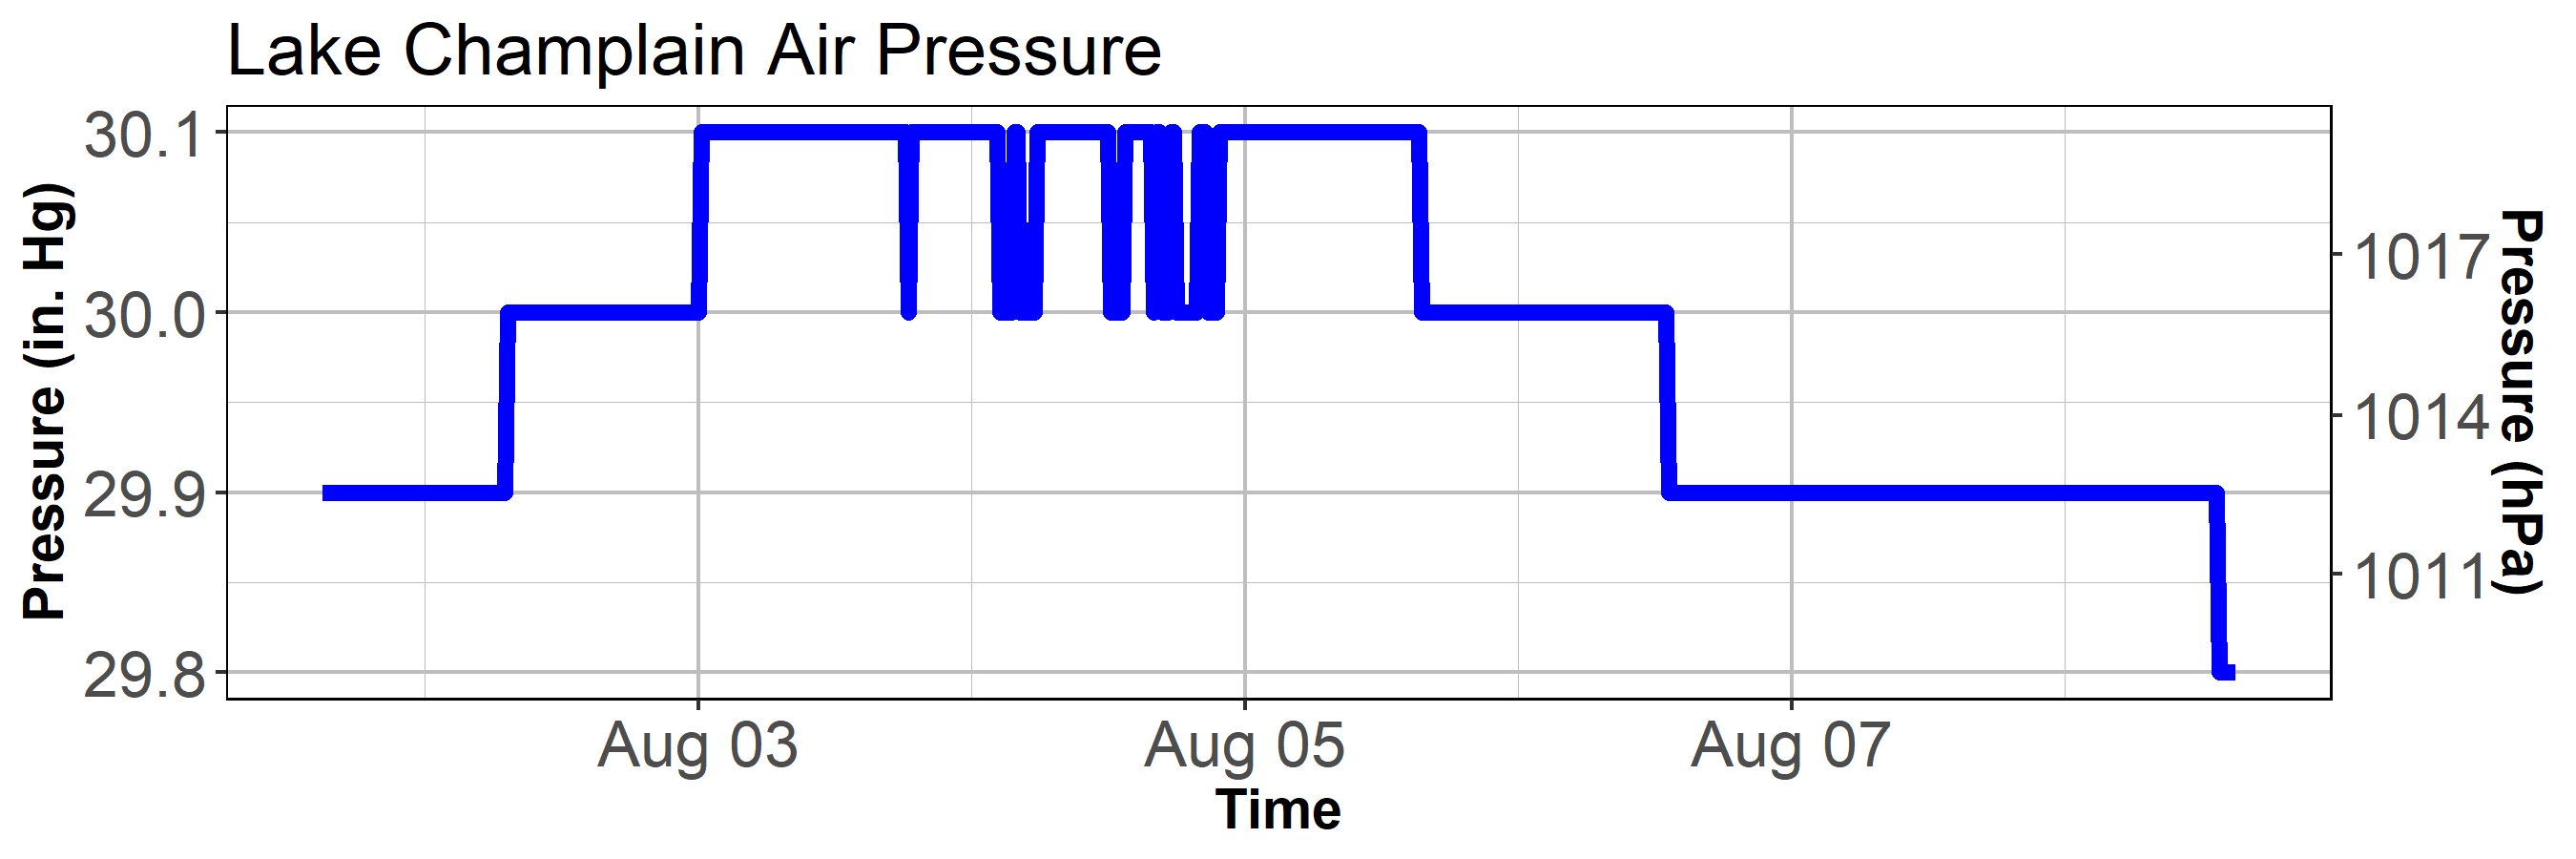 Lake Champlain Air Pressure
30.1
30.0
29.9
29.8
Pressure (in. Hg)
1017
1014
1011
Pressure (hPa)
Aug 03 Aug 05 Aug 07
Time